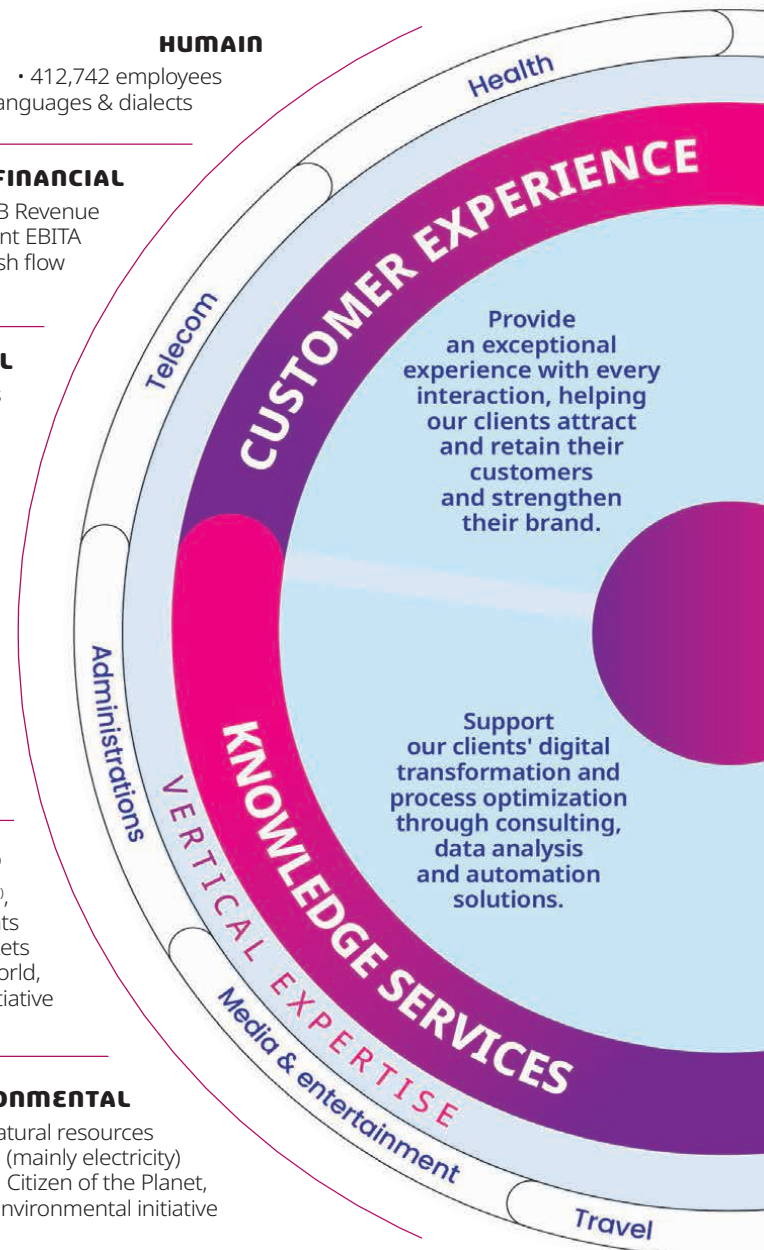 HUMAIN
• 412,742 employees
anguages & dialects
FINANCIAL
B Revenue
nt EBITA
sh flow
L
s
),
ts
ets
orld,
tiative
ONMENTAL
atural resources
(mainly electricity)
Citizen of the Planet,
nvironmental initiative
Health
Telecom
Administrations
Media & entertainment
Travel
CUSTOMER EXPERIENCE
Provide
an exceptional
experience with every
interaction, helping
our clients attract
and retain their
customers
and strengthen
their brand.
KNOWLEDGE SERVICES
VERTICAL EXPERTISE
Support
our clients' digital
transformation and
process optimization
through consulting,
data analysis
and automation
solutions.